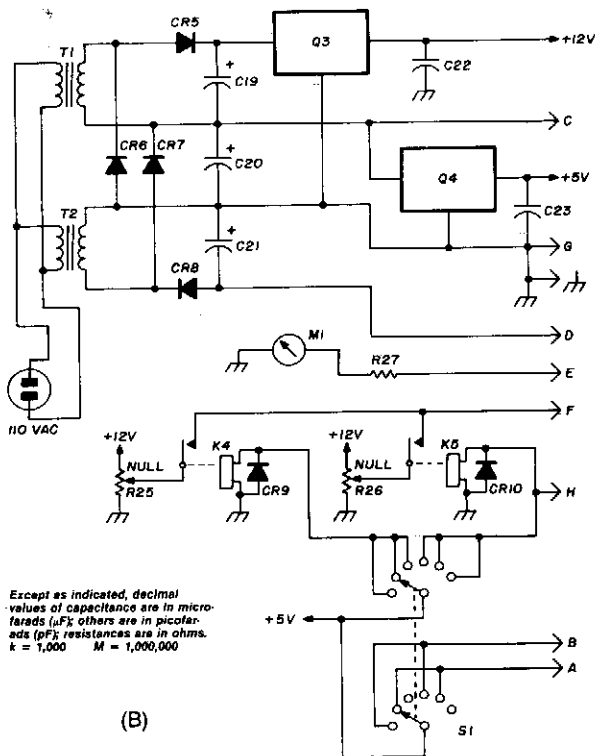 CR5
T1
Q3
+12V
+
C19
C22
C
CR6
CR7
+
C20
Q4
+5V
T2
+
C21
C23
G
CR8
D
M1
R27
E
110 VAC
F
+12V
K4
+12V
K5
NULL
NULL
R25
CR9
R26
CR10
H
Except as indicated, decimal
values of capacitance are in micro-
farads (µF); others are in picofar-
ads (pF); resistances are in ohms.
k = 1,000 M = 1,000,000
+5V
B
A
(B)
S1